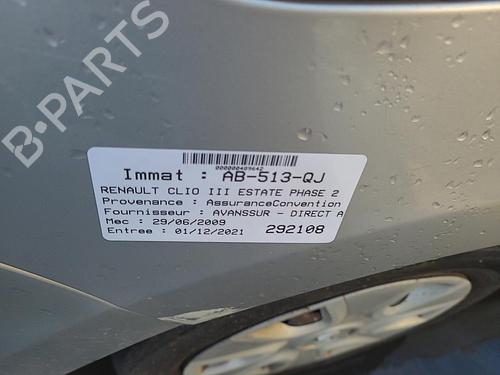 B-PARTS
000000409642
Immat : AB-513-QJ
RENAULT CLIO III ESTATE PHASE 2
Provenance : AssuranceConvention
Fournisseur : AVANSSUR - DIRECT A
Mec : 29/06/2009
Entree : 01/12/2021 292108